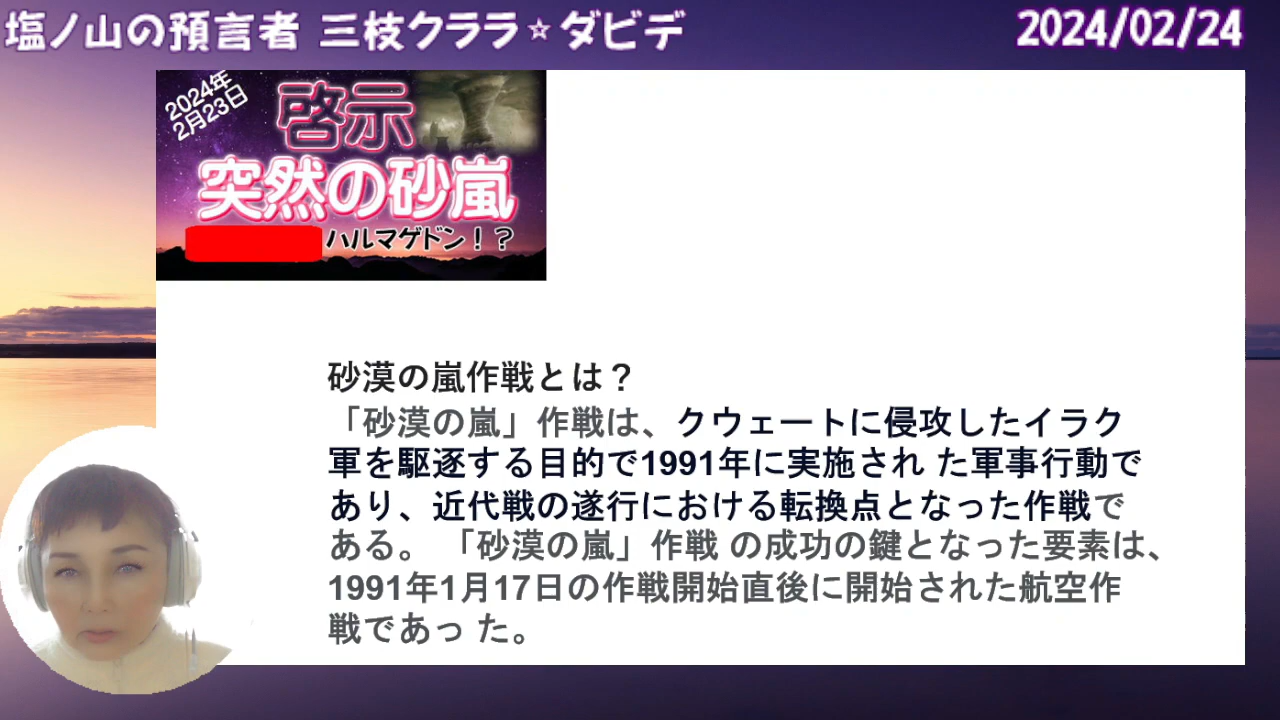 塩ノ山の預言者 三枝クララ☆ダビデ
2024/02/24
2024年
2月23日
啓示
突然の砂嵐
ハルマゲドン！？
砂漠の嵐作戦とは？
「砂漠の嵐」作戦は、クウェートに侵攻したイラク
軍を駆逐する目的で1991年に実施され た軍事行動で
あり、近代戦の遂行における転換点となった作戦で
ある。 「砂漠の嵐」作戦 の成功の鍵となった要素は、
1991年1月17日の作戦開始直後に開始された航空作
戦であっ た。